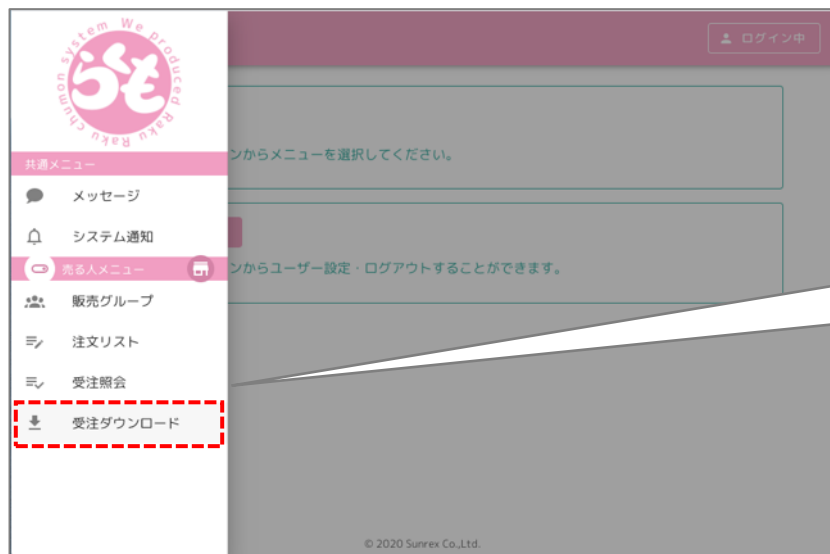 system We produced Raku chumon
らくも
ログイン中
ンからメニューを選択してください。
共通メニュー
メッセージ
システム通知
売る人メニュー
ンからユーザー設定・ログアウトすることができます。
販売グループ
注文リスト
受注照会
受注ダウンロード
© 2020 Sunrex Co.,Ltd.